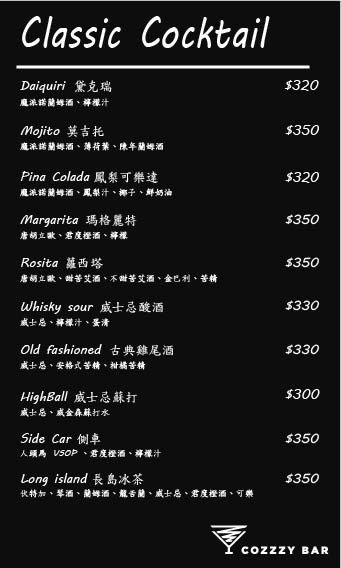 Classic Cocktail
Daiquiri 黛克瑞 $320
龐派諾蘭姆酒、檸檬汁
Mojito 莫吉托 $350
龐派諾蘭姆酒、薄荷葉、陳年蘭姆酒
Pina Colada 鳳梨可樂達 $320
龐派諾蘭姆酒、鳳梨汁、椰子、鮮奶油
Margarita 瑪格麗特 $350
唐胡立歐、君度橙酒、檸檬
Rosita 蘿西塔 $350
唐胡立歐、甜苦艾酒、不甜苦艾酒、金巴利、苦精
Whisky sour 威士忌酸酒 $330
威士忌、檸檬汁、蛋清
Old fashioned 古典雞尾酒 $330
威士忌、安格式苦精、柑橘苦精
HighBall 威士忌蘇打 $300
威士忌、威金森蘇打水
Side Car 側車 $350
人頭馬 VSOP、君度橙酒、檸檬汁
Long island 長島冰茶 $350
伏特加、琴酒、蘭姆酒、龍舌蘭、威士忌、君度橙酒、可樂
COZZZY BAR